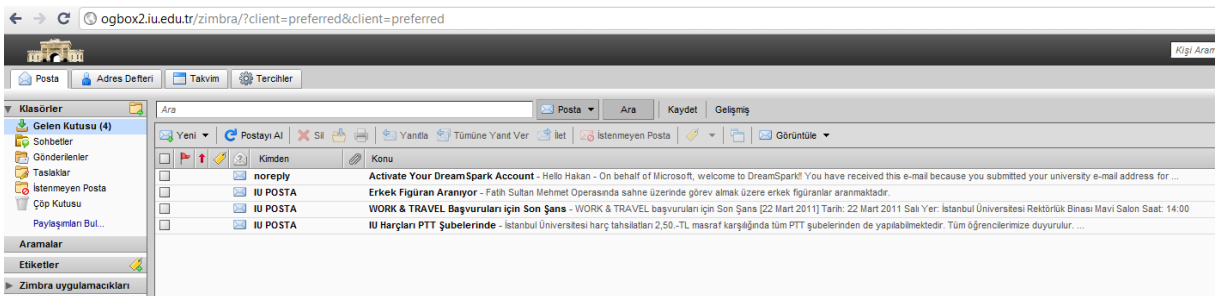 ogbox2.iu.edu.tr/zimbra/?client=preferred&client=preferred
Kişi Aram
Posta Adres Defteri Takvim Tercihler
Klasörler
Gelen Kutusu (4)
Sohbetler
Gönderilenler
Taslaklar
İstenmeyen Posta
Çöp Kutusu
Paylaşımları Bul...
Aramalar
Etiketler
Zimbra uygulamacıkları
Ara Posta Ara Kaydet Gelişmiş
Yeni Postayı Al Sil Yanıtla Tümüne Yanıt Ver İlet İstenmeyen Posta Görüntüle
Kimden Konu
noreply Activate Your DreamSpark Account - Hello Hakan - On behalf of Microsoft, welcome to DreamSpark!! You have received this e-mail because you submitted your university e-mail address for ...
IU POSTA Erkek Figüran Aranıyor - Fatih Sultan Mehmet Operasında sahne üzerinde görev almak üzere erkek figüranlar aranmaktadır.
IU POSTA WORK & TRAVEL Başvuruları için Son Şans - WORK & TRAVEL başvuruları için Son Şans [22 Mart 2011] Tarih: 22 Mart 2011 Salı Yer: İstanbul Üniversitesi Rektörlük Binası Mavi Salon Saat: 14:00
IU POSTA IU Harçları PTT Şubelerinde - İstanbul Üniversitesi harç tahsilatları 2,50.-TL masraf karşılığında tüm PTT şubelerinden de yapılabilmektedir. Tüm öğrencilerimize duyurulur. ...